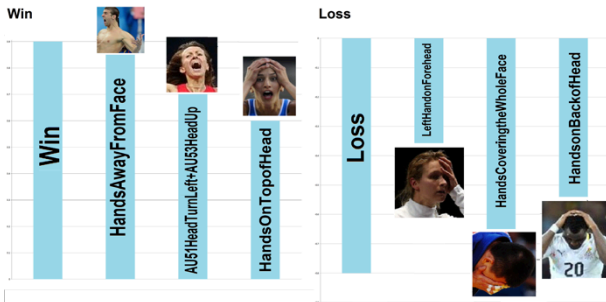 Win
Loss
Win
HandsAwayFromFace
AU51HeadTurnLeft+AU53HeadUp
HandsOnTopofHead
Loss
LeftHandonForehead
HandsCoveringtheWholeFace
HandsonBackofHead
20